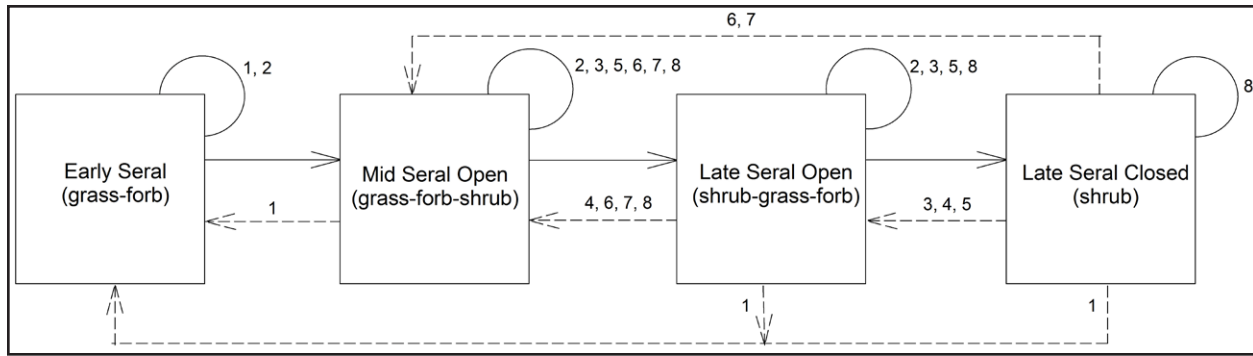 6, 7
1, 2
2, 3, 5, 6, 7, 8
2, 3, 5, 8
8
Early Seral
(grass-forb)
Mid Seral Open
(grass-forb-shrub)
Late Seral Open
(shrub-grass-forb)
Late Seral Closed
(shrub)
1
4, 6, 7, 8
3, 4, 5
1
1